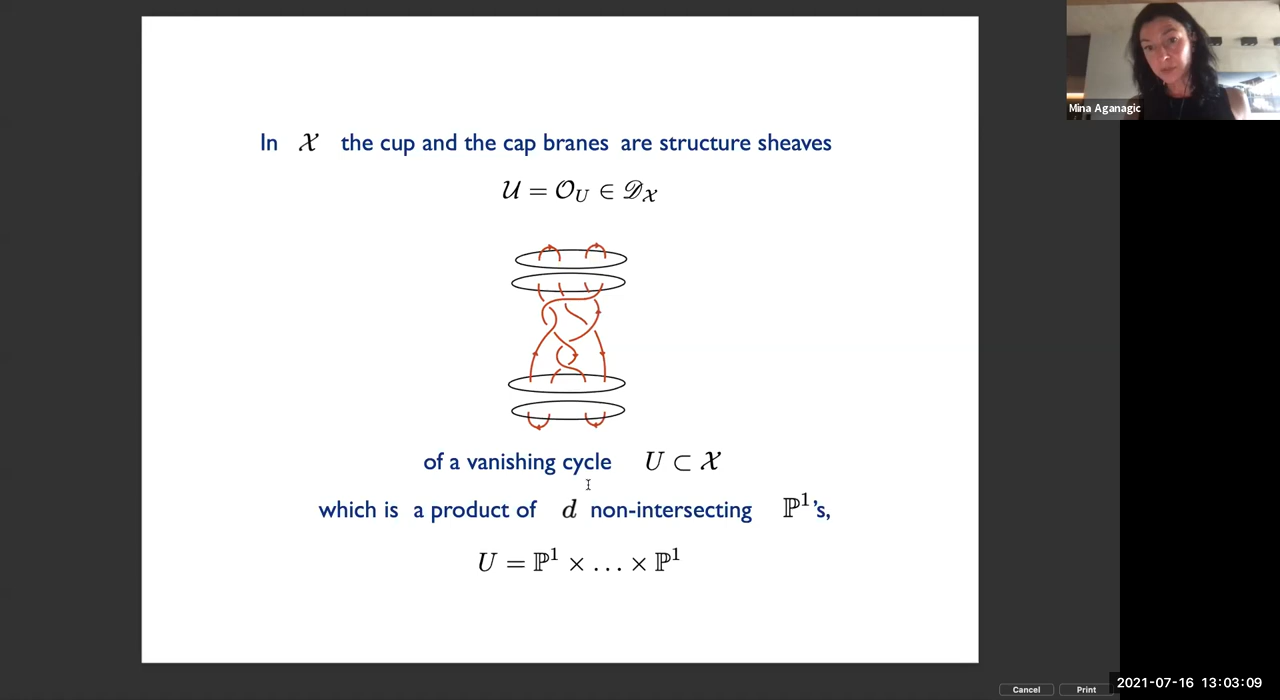 Mina Aganagic
In 𝒳 the cup and the cap branes are structure sheaves
𝒰 = 𝒪_U ∈ 𝒟_𝒳
of a vanishing cycle U ⊂ 𝒳
which is a product of d non-intersecting ℙ¹'s,
U = ℙ¹ × … × ℙ¹
Cancel Print
2021-07-16 13:03:09